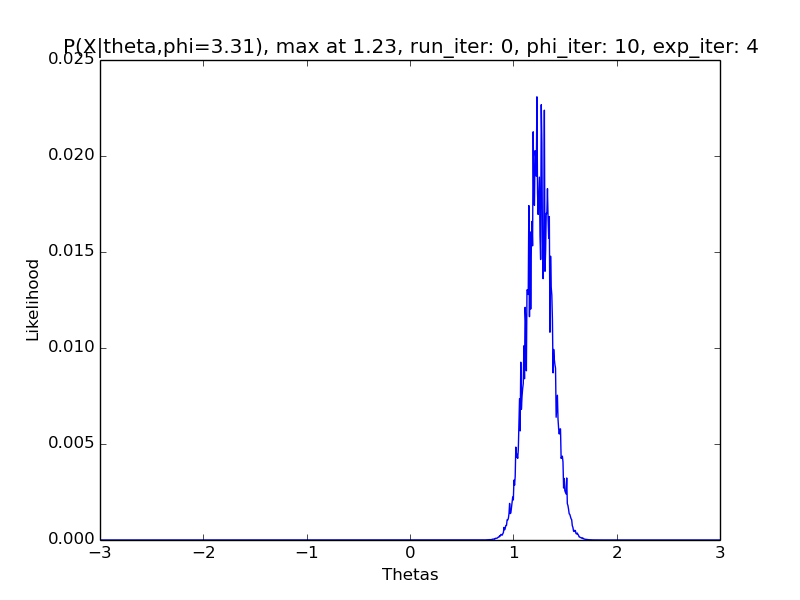 P(X|theta,phi=3.31), max at 1.23, run_iter: 0, phi_iter: 10, exp_iter: 4
0.025
0.020
0.015
0.010
0.005
0.000
Likelihood
−3 −2 −1 0 1 2 3
Thetas